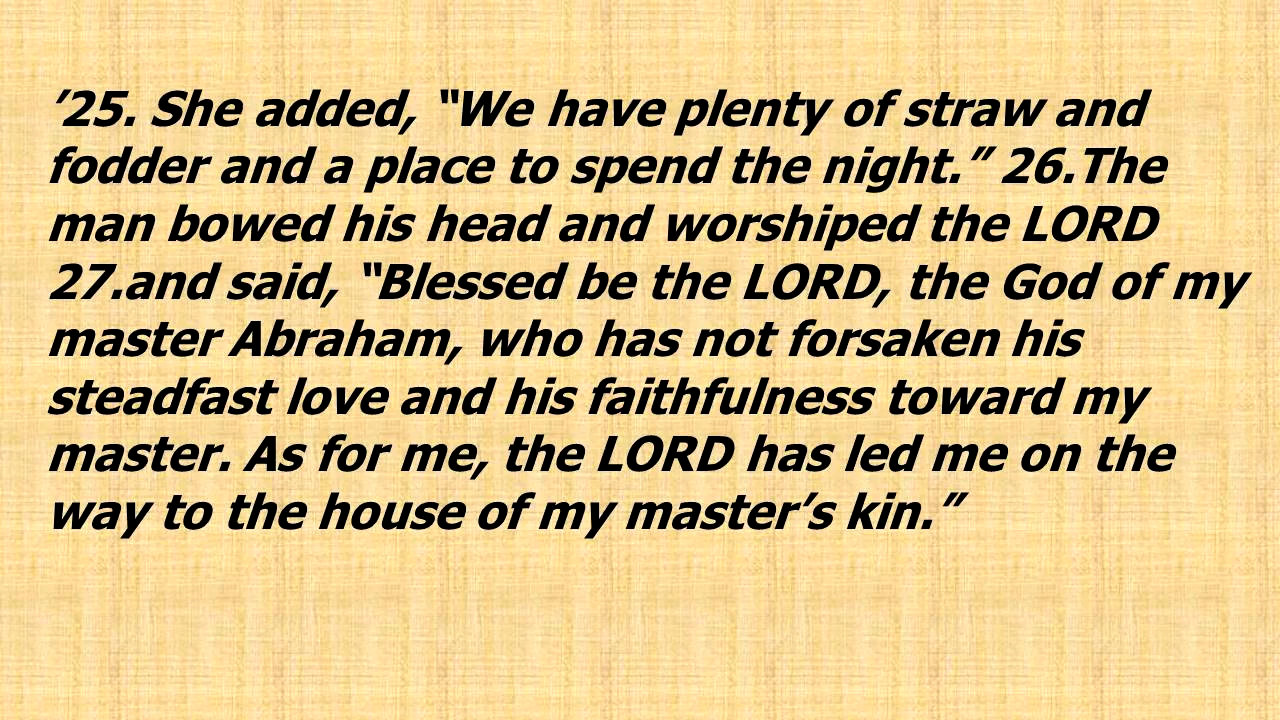 ’25. She added, “We have plenty of straw and
fodder and a place to spend the night.” 26.The
man bowed his head and worshiped the LORD
27.and said, “Blessed be the LORD, the God of my
master Abraham, who has not forsaken his
steadfast love and his faithfulness toward my
master. As for me, the LORD has led me on the
way to the house of my master’s kin.”